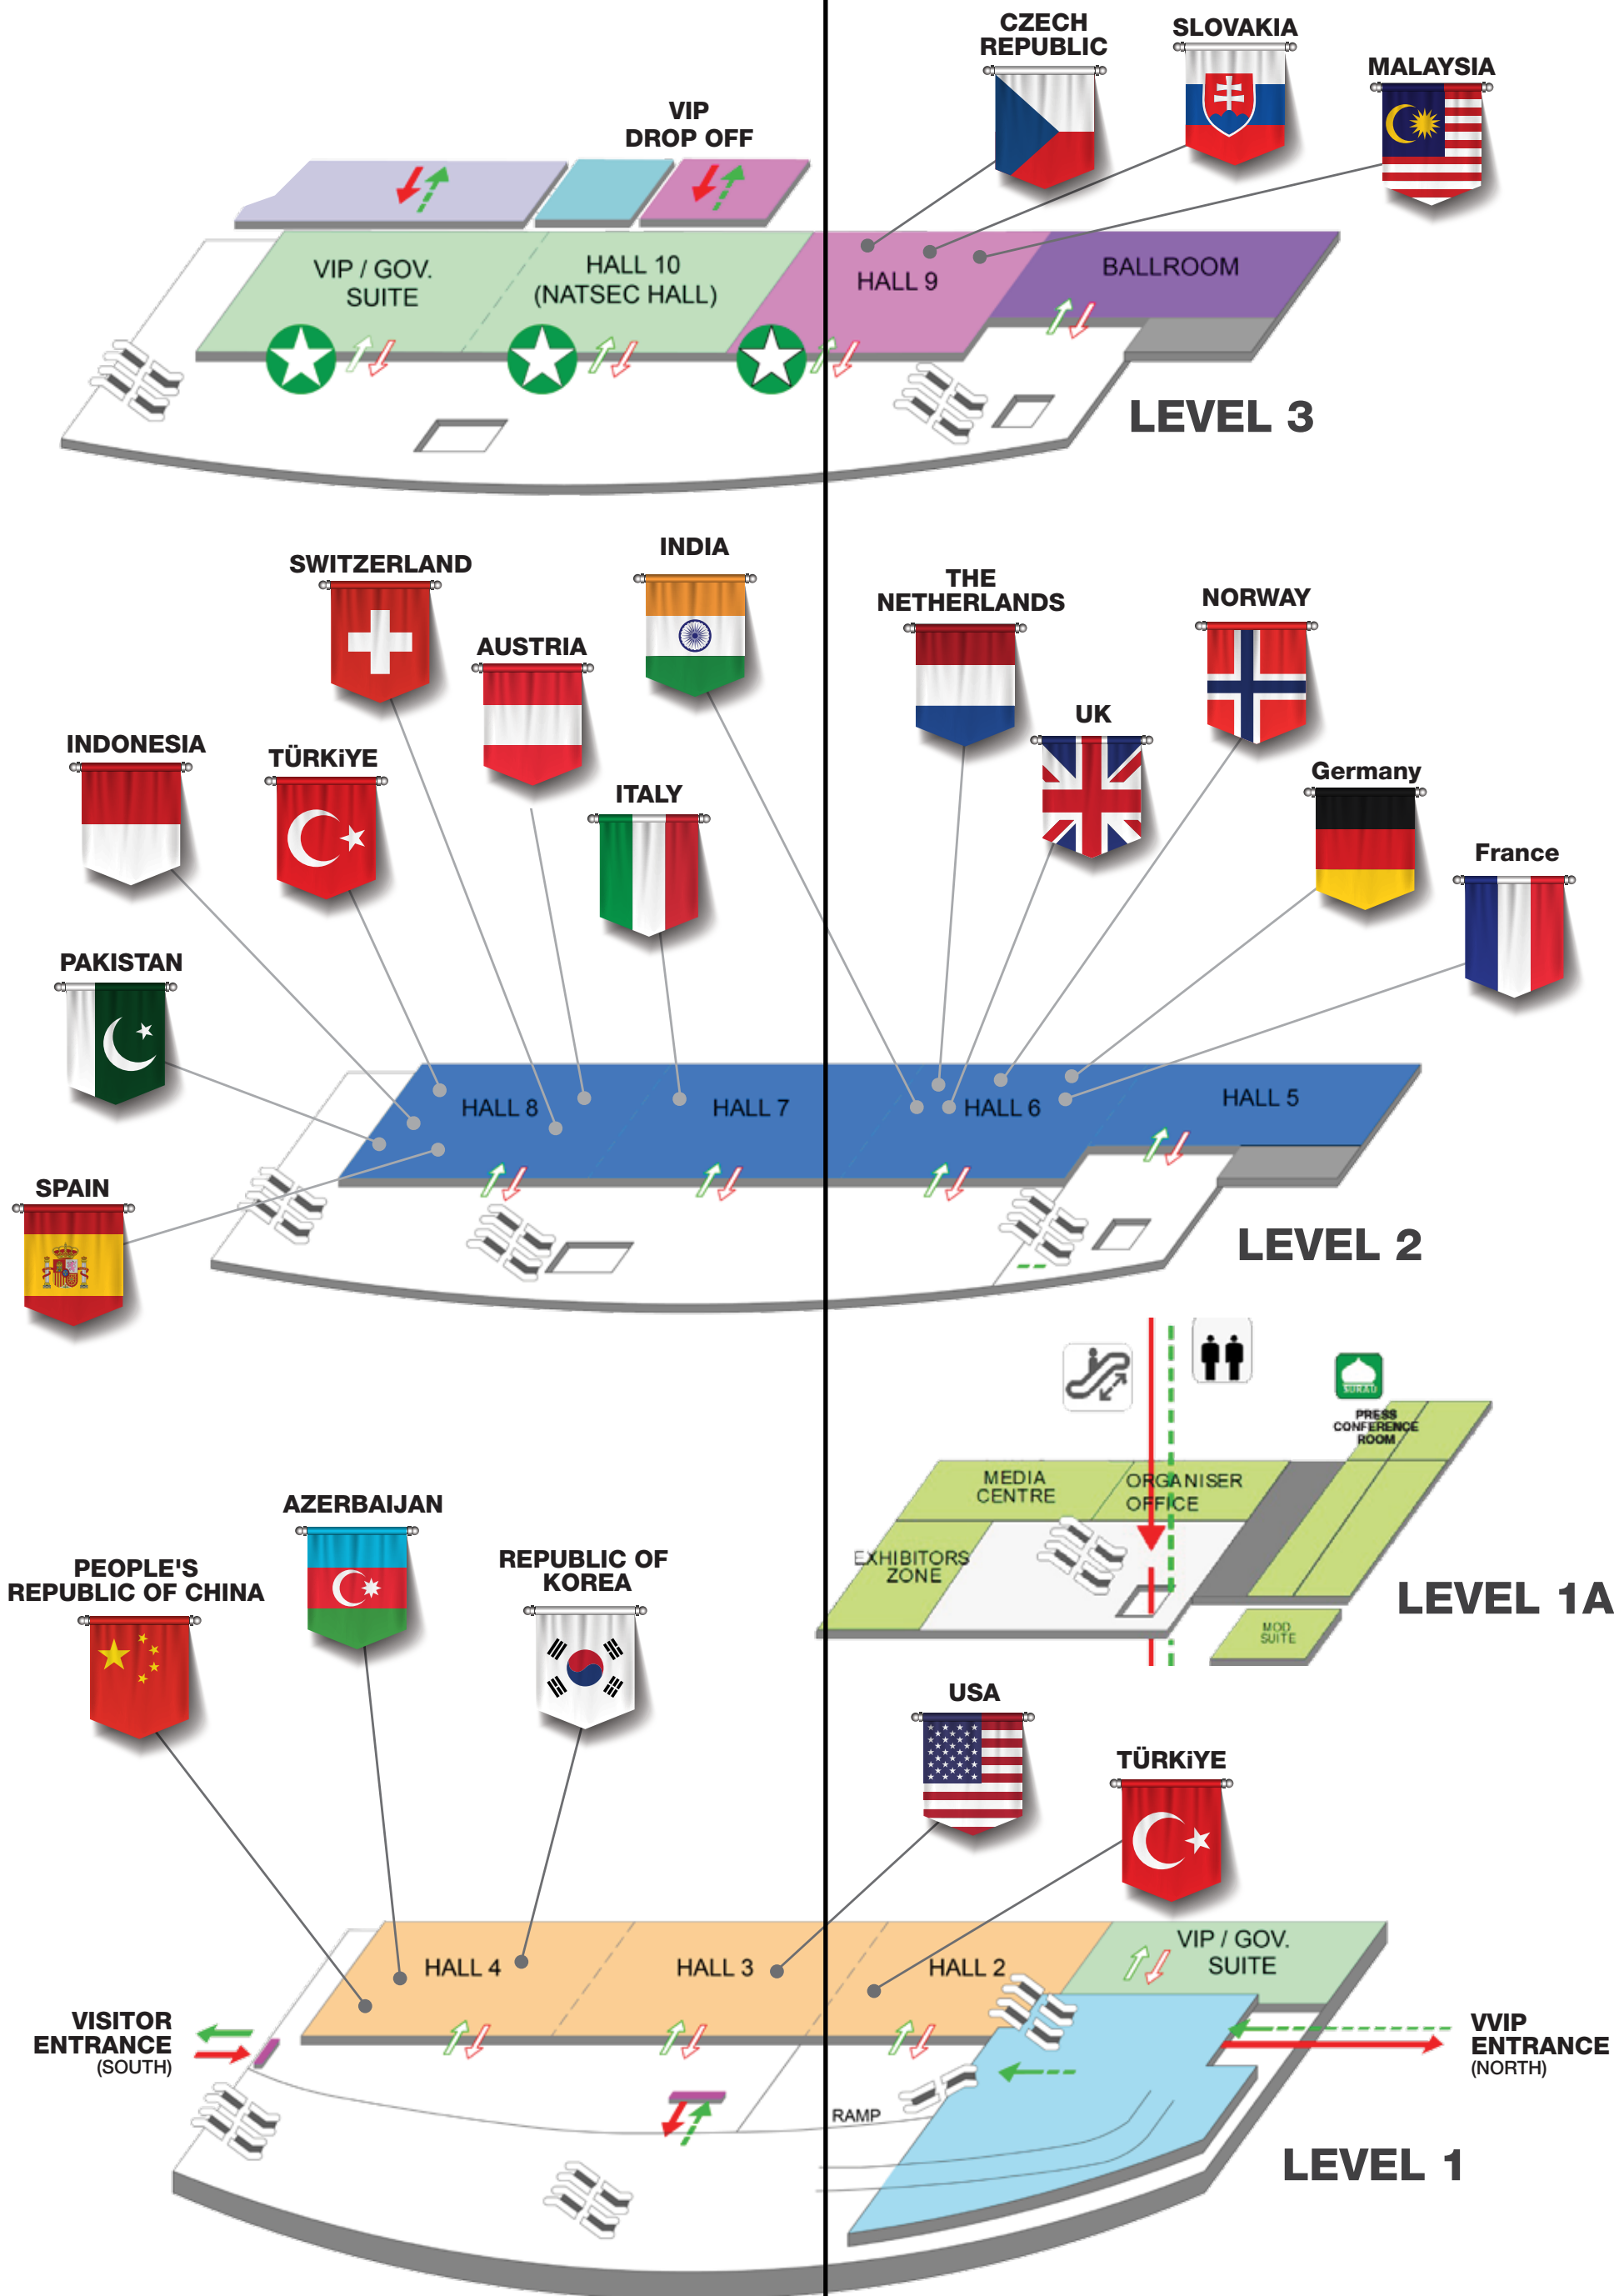 CZECH
REPUBLIC
SLOVAKIA
MALAYSIA
VIP
DROP OFF
VIP / GOV.
SUITE
HALL 10
(NATSEC HALL)
HALL 9
BALLROOM
LEVEL 3
SWITZERLAND
INDIA
AUSTRIA
THE
NETHERLANDS
NORWAY
UK
INDONESIA
TÜRKiYE
ITALY
Germany
France
PAKISTAN
SPAIN
HALL 8
HALL 7
HALL 6
HALL 5
LEVEL 2
SURAU
PRESS
CONFERENCE
ROOM
MEDIA
CENTRE
ORGANISER
OFFICE
EXHIBITORS
ZONE
MOD
SUITE
LEVEL 1A
AZERBAIJAN
PEOPLE'S
REPUBLIC OF CHINA
REPUBLIC OF
KOREA
USA
TÜRKiYE
HALL 4
HALL 3
HALL 2
VIP / GOV.
SUITE
VISITOR
ENTRANCE
(SOUTH)
VVIP
ENTRANCE
(NORTH)
RAMP
LEVEL 1